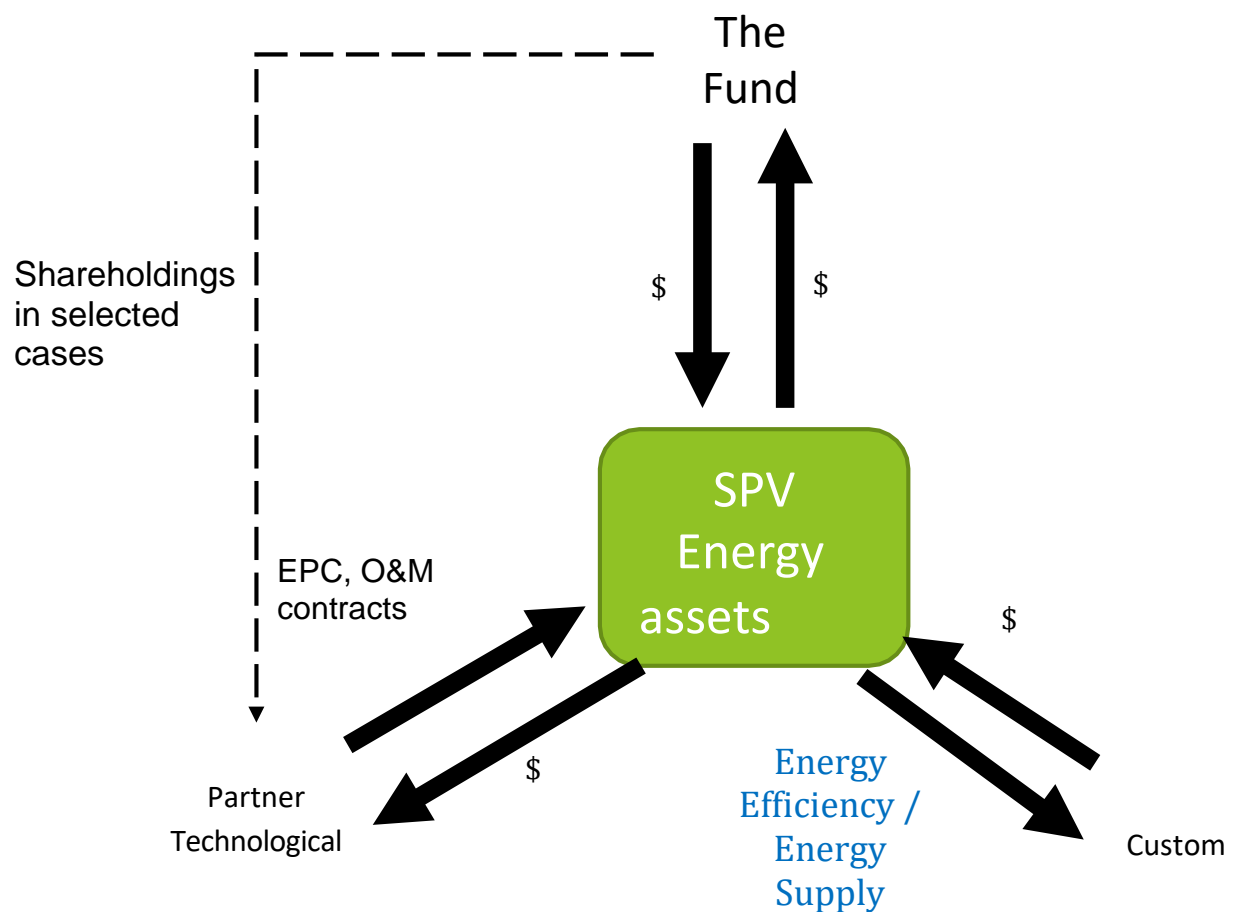 The
Fund
Shareholdings
in selected
cases
$
$
SPV
Energy
assets
EPC, O&M
contracts
$
$
Partner
Technological
Energy
Efficiency /
Energy
Supply
Custom